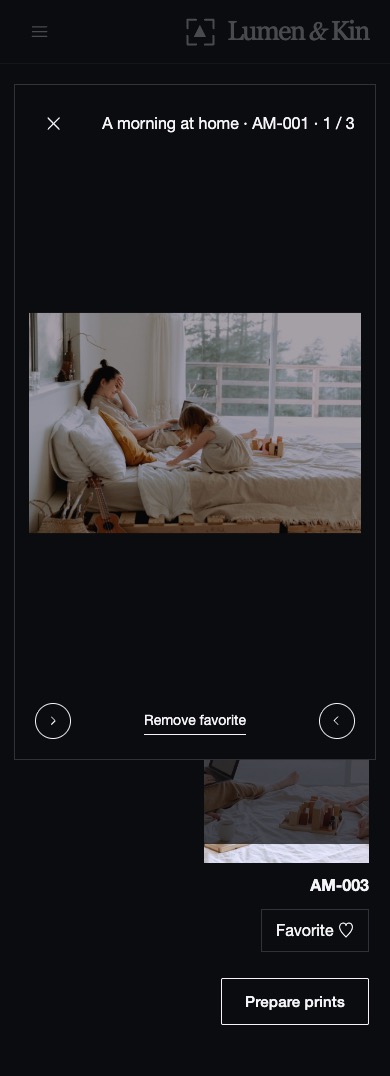 Lumen & Kin
A morning at home · AM-001 · 1 / 3
Remove favorite
AM-003
Favorite
Prepare prints